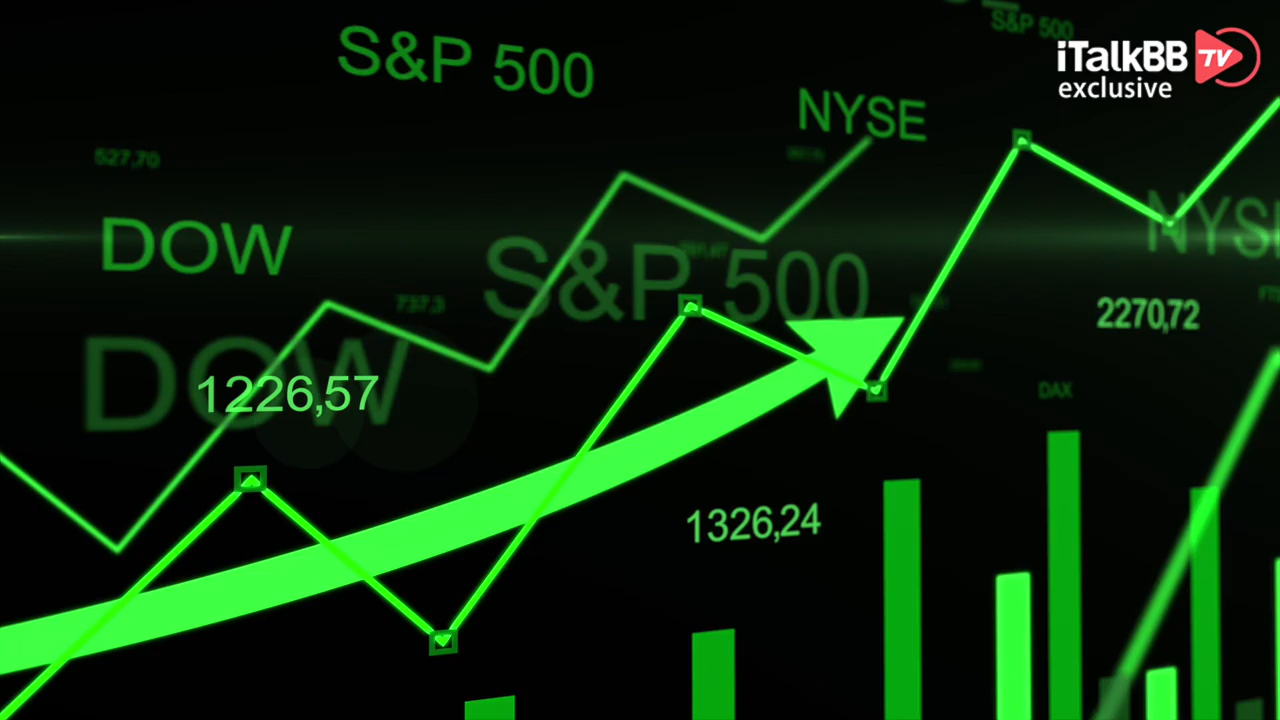 S&P 500
S&P 500
iTalkBB TV
exclusive
NYSE
527,70
DOW
S&P 500
NYSE
737,3
2270,72
DOW
1226,57
DAX
1326,24